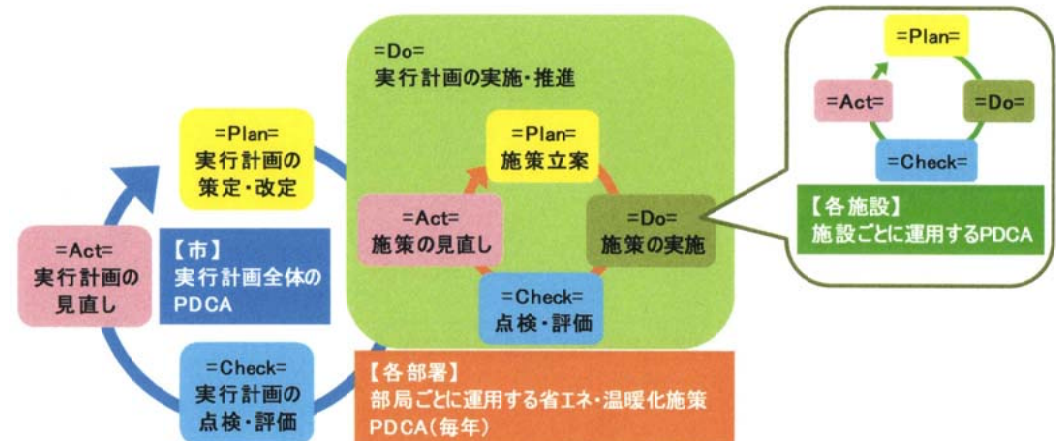 =Plan=
実行計画の
策定・改定
=Act=
実行計画の
見直し
【市】
実行計画全体の
PDCA
=Check=
実行計画の
点検・評価
=Do=
実行計画の実施・推進
=Plan=
施策立案
=Act=
施策の見直し
=Do=
施策の実施
=Check=
点検・評価
【各部署】
部局ごとに運用する省エネ・温暖化施策
PDCA(毎年)
=Plan=
=Act=
=Do=
=Check=
【各施設】
施設ごとに運用するPDCA